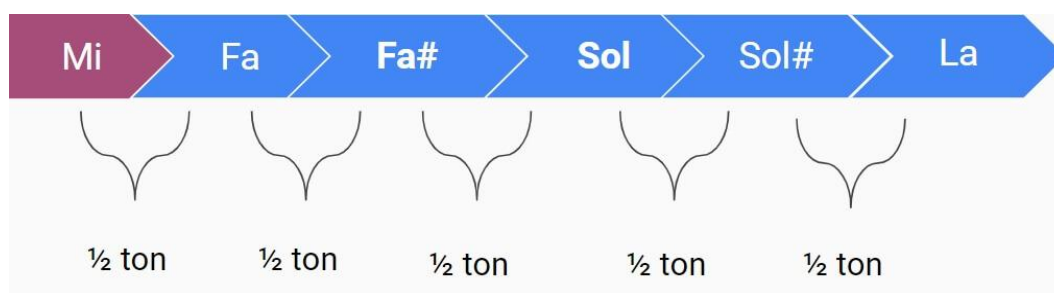 Mi Fa Fa# Sol Sol# La
½ ton ½ ton ½ ton ½ ton ½ ton